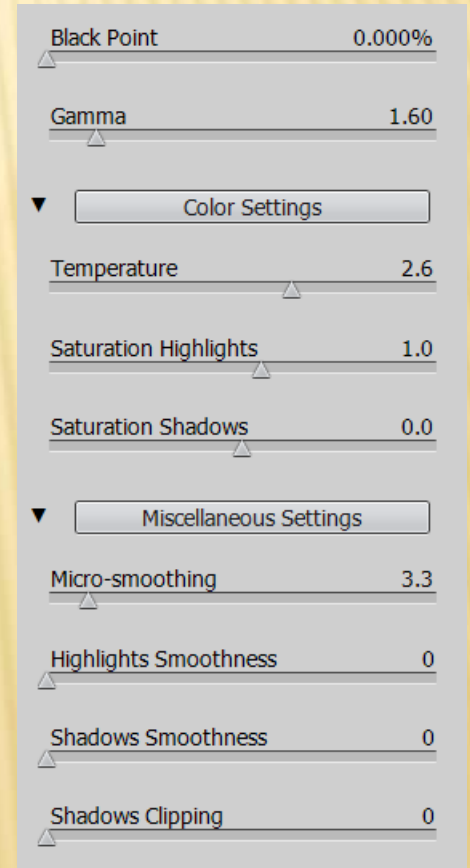 Black Point 0.000%
Gamma 1.60
Color Settings
Temperature 2.6
Saturation Highlights 1.0
Saturation Shadows 0.0
Miscellaneous Settings
Micro-smoothing 3.3
Highlights Smoothness 0
Shadows Smoothness 0
Shadows Clipping 0